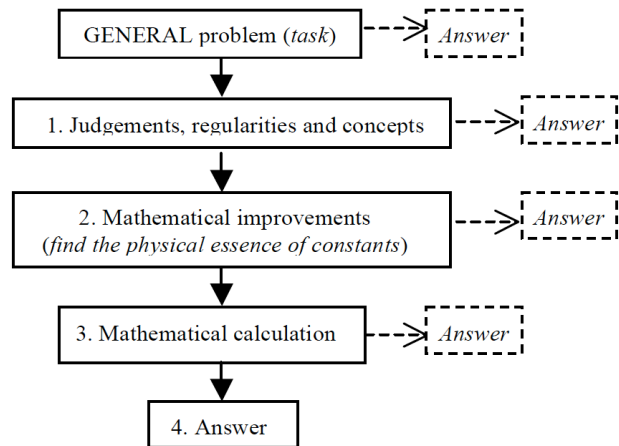 GENERAL problem (task)
Answer
1. Judgements, regularities and concepts
Answer
2. Mathematical improvements
(find the physical essence of constants)
Answer
3. Mathematical calculation
Answer
4. Answer